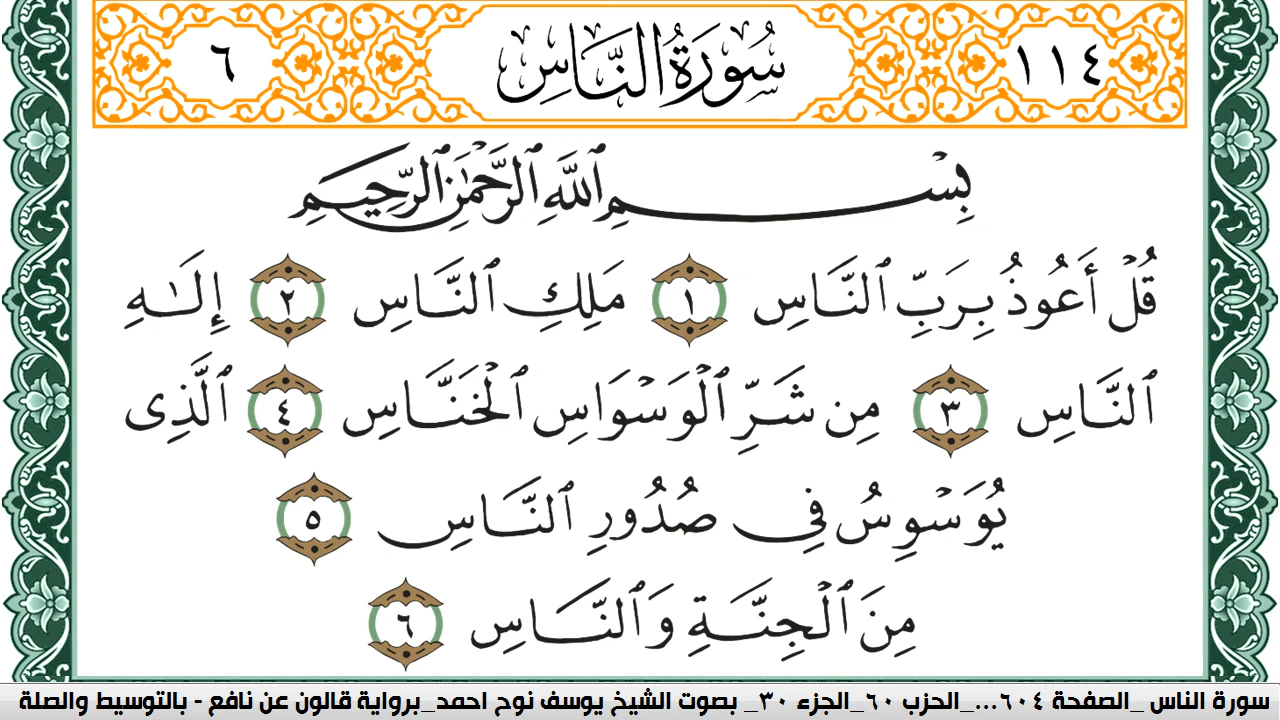 ١١٤ سُورَةُ النَّاسِ ٦
بِسْمِ ٱللَّهِ ٱلرَّحْمَٰنِ ٱلرَّحِيمِ
قُلْ أَعُوذُ بِرَبِّ ٱلنَّاسِ ١ مَلِكِ ٱلنَّاسِ ٢ إِلَٰهِ
ٱلنَّاسِ ٣ مِن شَرِّ ٱلْوَسْوَاسِ ٱلْخَنَّاسِ ٤ ٱلَّذِى
يُوَسْوِسُ فِى صُدُورِ ٱلنَّاسِ ٥
مِنَ ٱلْجِنَّةِ وَٱلنَّاسِ ٦
سورة الناس _الصفحة ٦٠٤..._الحزب ٦٠_الجزء ٣٠_ بصوت الشيخ يوسف نوح احمد_برواية قالون عن نافع - بالتوسيط والصلة